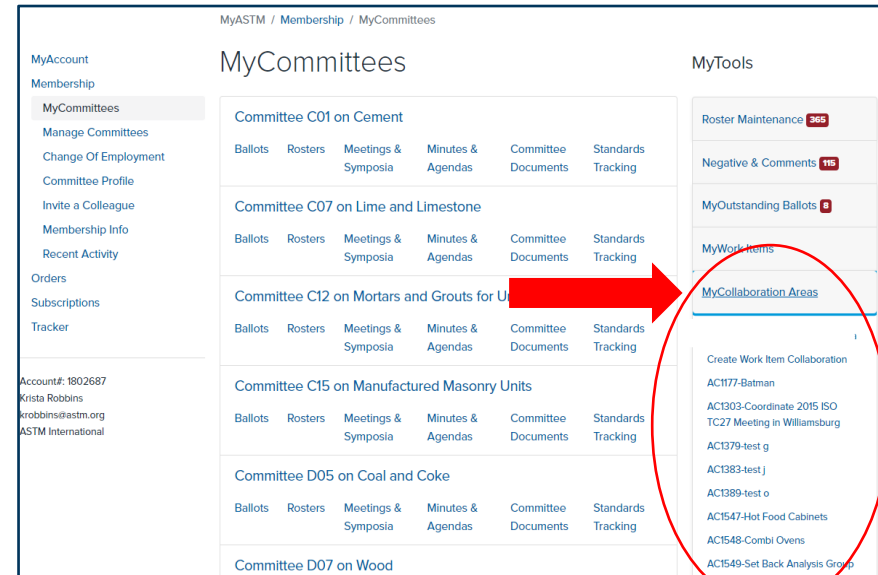 MyASTM / Membership / MyCommittees
MyAccount
Membership
MyCommittees
Manage Committees
Change Of Employment
Committee Profile
Invite a Colleague
Membership Info
Recent Activity
Orders
Subscriptions
Tracker
Account#: 1802687
Krista Robbins
krobbins@astm.org
ASTM International
MyCommittees
Committee C01 on Cement
Ballots Rosters Meetings & Symposia Minutes & Agendas Committee Documents Standards Tracking
Committee C07 on Lime and Limestone
Ballots Rosters Meetings & Symposia Minutes & Agendas Committee Documents Standards Tracking
Committee C12 on Mortars and Grouts for
Ballots Rosters Meetings & Symposia Minutes & Agendas Committee Documents Standards Tracking
Committee C15 on Manufactured Masonry Units
Ballots Rosters Meetings & Symposia Minutes & Agendas Committee Documents Standards Tracking
Committee D05 on Coal and Coke
Ballots Rosters Meetings & Symposia Minutes & Agendas Committee Documents Standards Tracking
Committee D07 on Wood
MyTools
Roster Maintenance 365
Negative & Comments 115
MyOutstanding Ballots 8
MyWork Items
MyCollaboration Areas
Create Work Item Collaboration
AC1177-Batman
AC1303-Coordinate 2015 ISO
TC27 Meeting in Williamsburg
AC1379-test g
AC1383-test j
AC1389-test o
AC1547-Hot Food Cabinets
AC1548-Combi Ovens
AC1549-Set Back Analysis Group